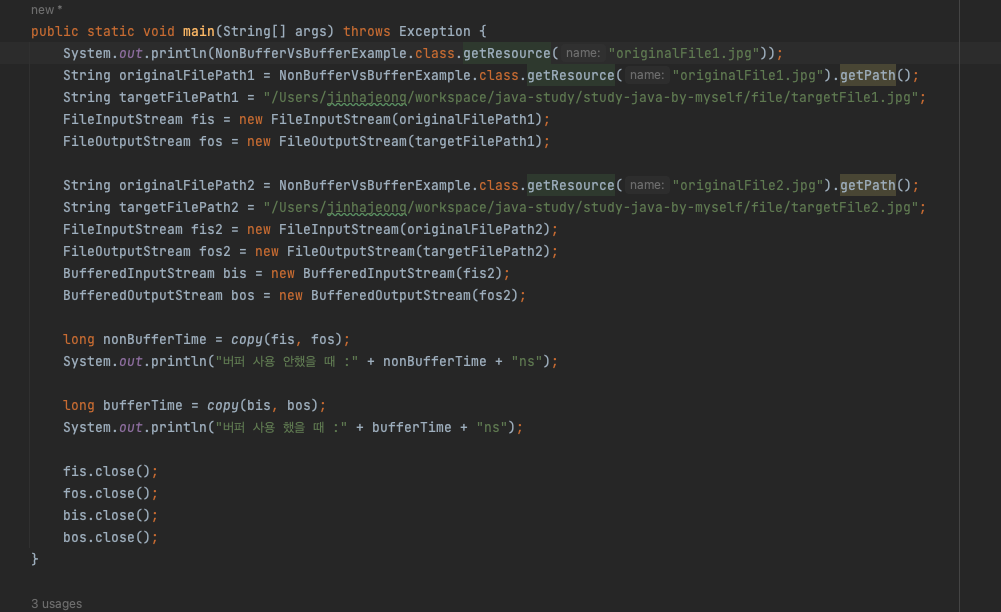 new *
public static void main(String[] args) throws Exception {
System.out.println(NonBufferVsBufferExample.class.getResource( name: "originalFile1.jpg"));
String originalFilePath1 = NonBufferVsBufferExample.class.getResource( name: "originalFile1.jpg").getPath();
String targetFilePath1 = "/Users/jinhajeong/workspace/java-study/study-java-by-myself/file/targetFile1.jpg";
FileInputStream fis = new FileInputStream(originalFilePath1);
FileOutputStream fos = new FileOutputStream(targetFilePath1);
String originalFilePath2 = NonBufferVsBufferExample.class.getResource( name: "originalFile2.jpg").getPath();
String targetFilePath2 = "/Users/jinhajeong/workspace/java-study/study-java-by-myself/file/targetFile2.jpg";
FileInputStream fis2 = new FileInputStream(originalFilePath2);
FileOutputStream fos2 = new FileOutputStream(targetFilePath2);
BufferedInputStream bis = new BufferedInputStream(fis2);
BufferedOutputStream bos = new BufferedOutputStream(fos2);
long nonBufferTime = copy(fis, fos);
System.out.println("버퍼 사용 안했을 때 :" + nonBufferTime + "ns");
long bufferTime = copy(bis, bos);
System.out.println("버퍼 사용 했을 때 :" + bufferTime + "ns");
fis.close();
fos.close();
bis.close();
bos.close();
}
3 usages